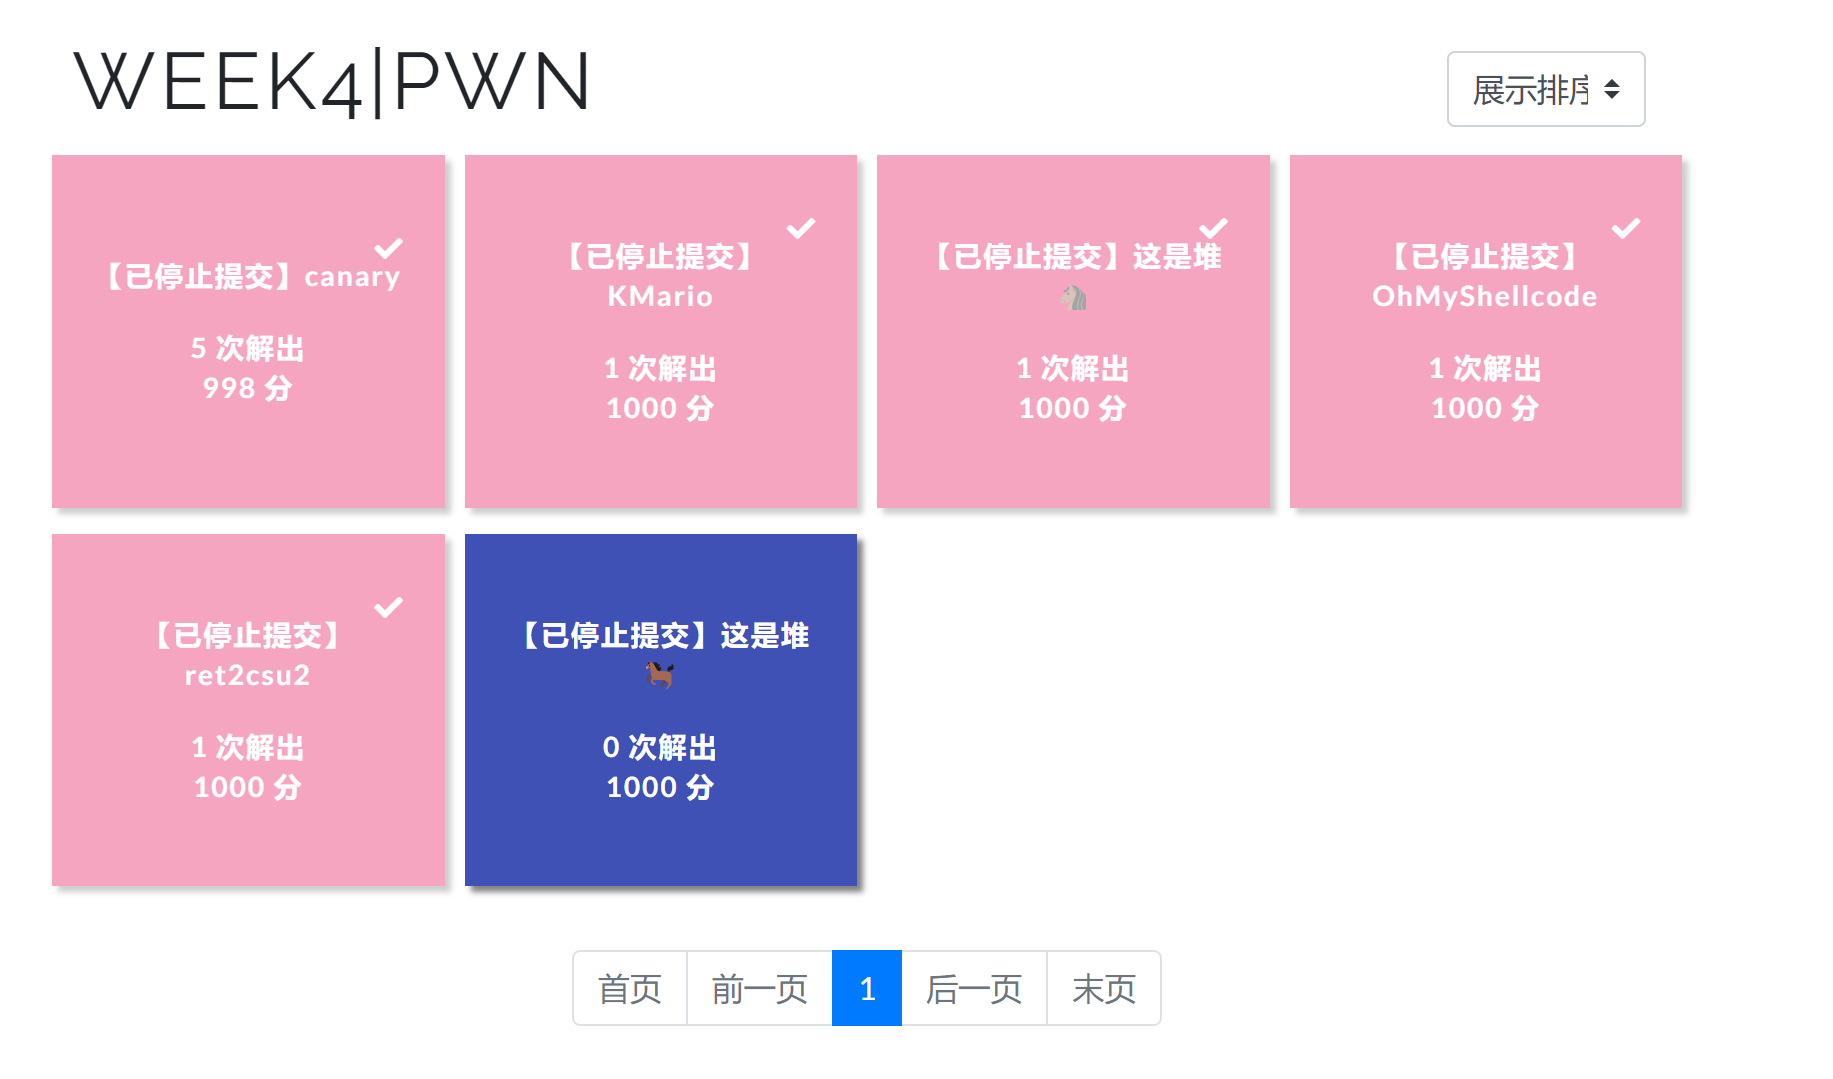 WEEK4|PWN
展示排序
【已停止提交】canary
5 次解出
998 分
【已停止提交】
KMario
1 次解出
1000 分
【已停止提交】这是堆
🐴
1 次解出
1000 分
【已停止提交】
OhMyShellcode
1 次解出
1000 分
【已停止提交】
ret2csu2
1 次解出
1000 分
【已停止提交】这是堆
🐎
0 次解出
1000 分
首页 前一页 1 后一页 末页